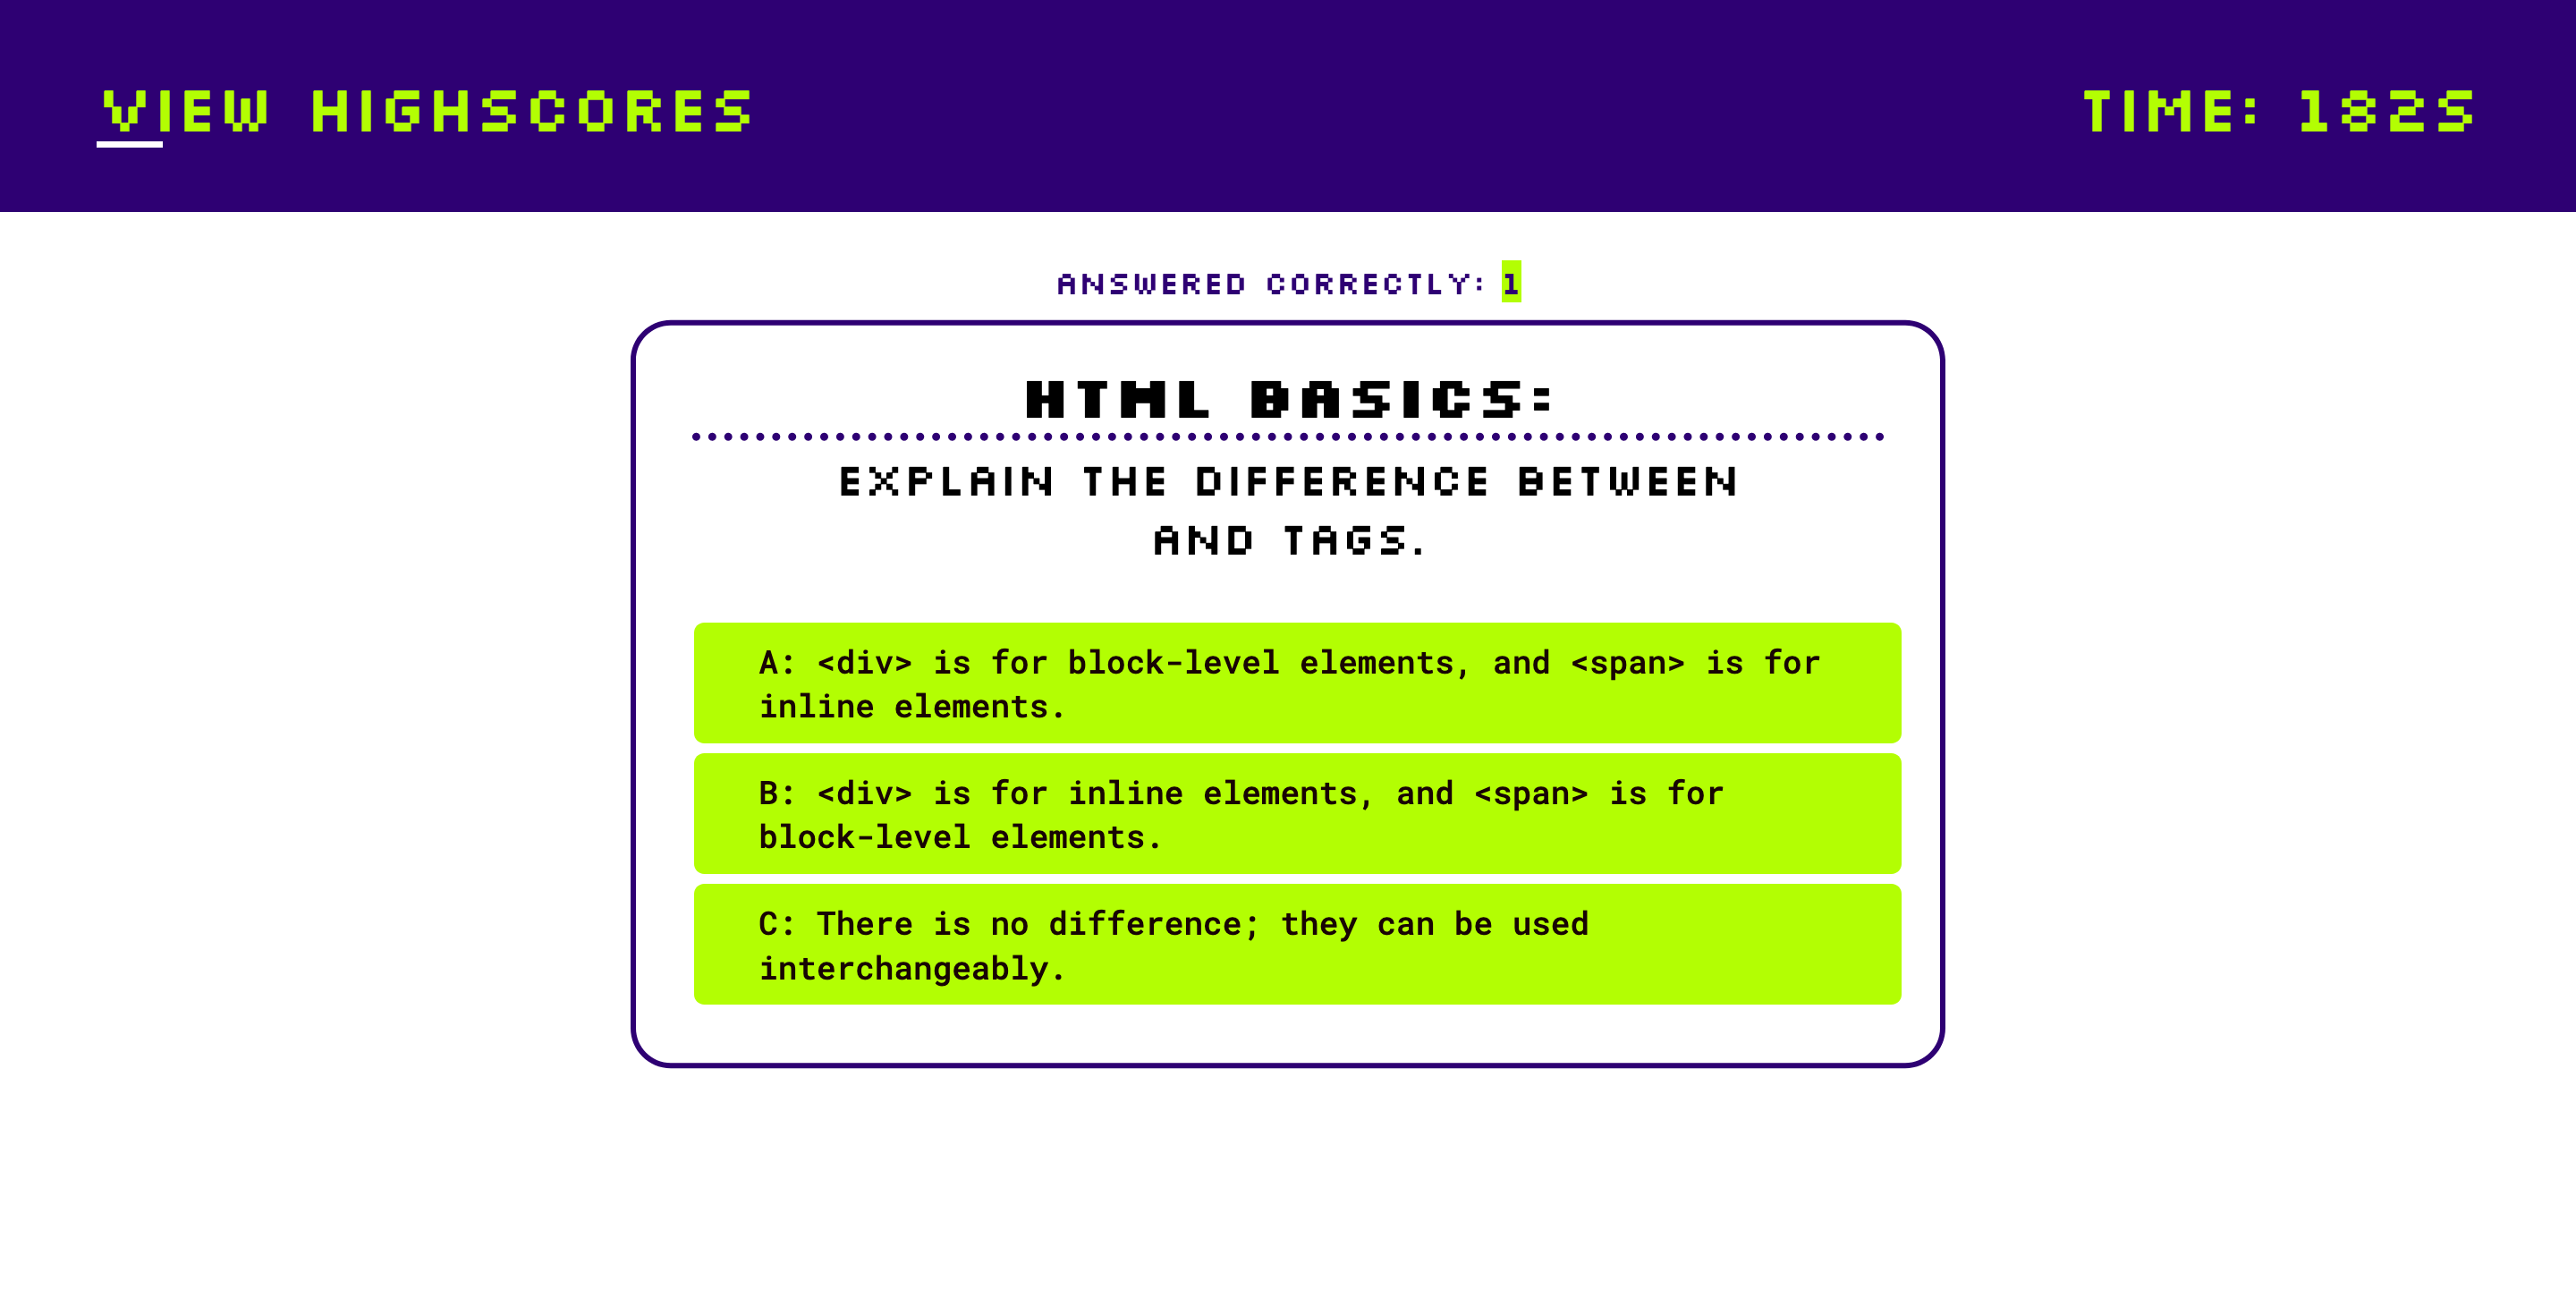 VIEW HIGHSCORES
TIME: 182S
ANSWERED CORRECTLY: 1
HTML BASICS:
EXPLAIN THE DIFFERENCE BETWEEN
AND TAGS.
A: <div> is for block-level elements, and <span> is for
inline elements.
B: <div> is for inline elements, and <span> is for
block-level elements.
C: There is no difference; they can be used
interchangeably.